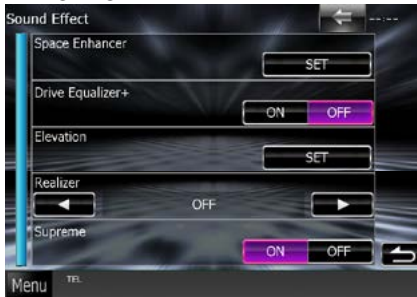 Sound Effect --:--
Space Enhancer
SET
Drive Equalizer+
ON OFF
Elevation
SET
Realizer
OFF
Supreme
ON OFF
Menu TEL